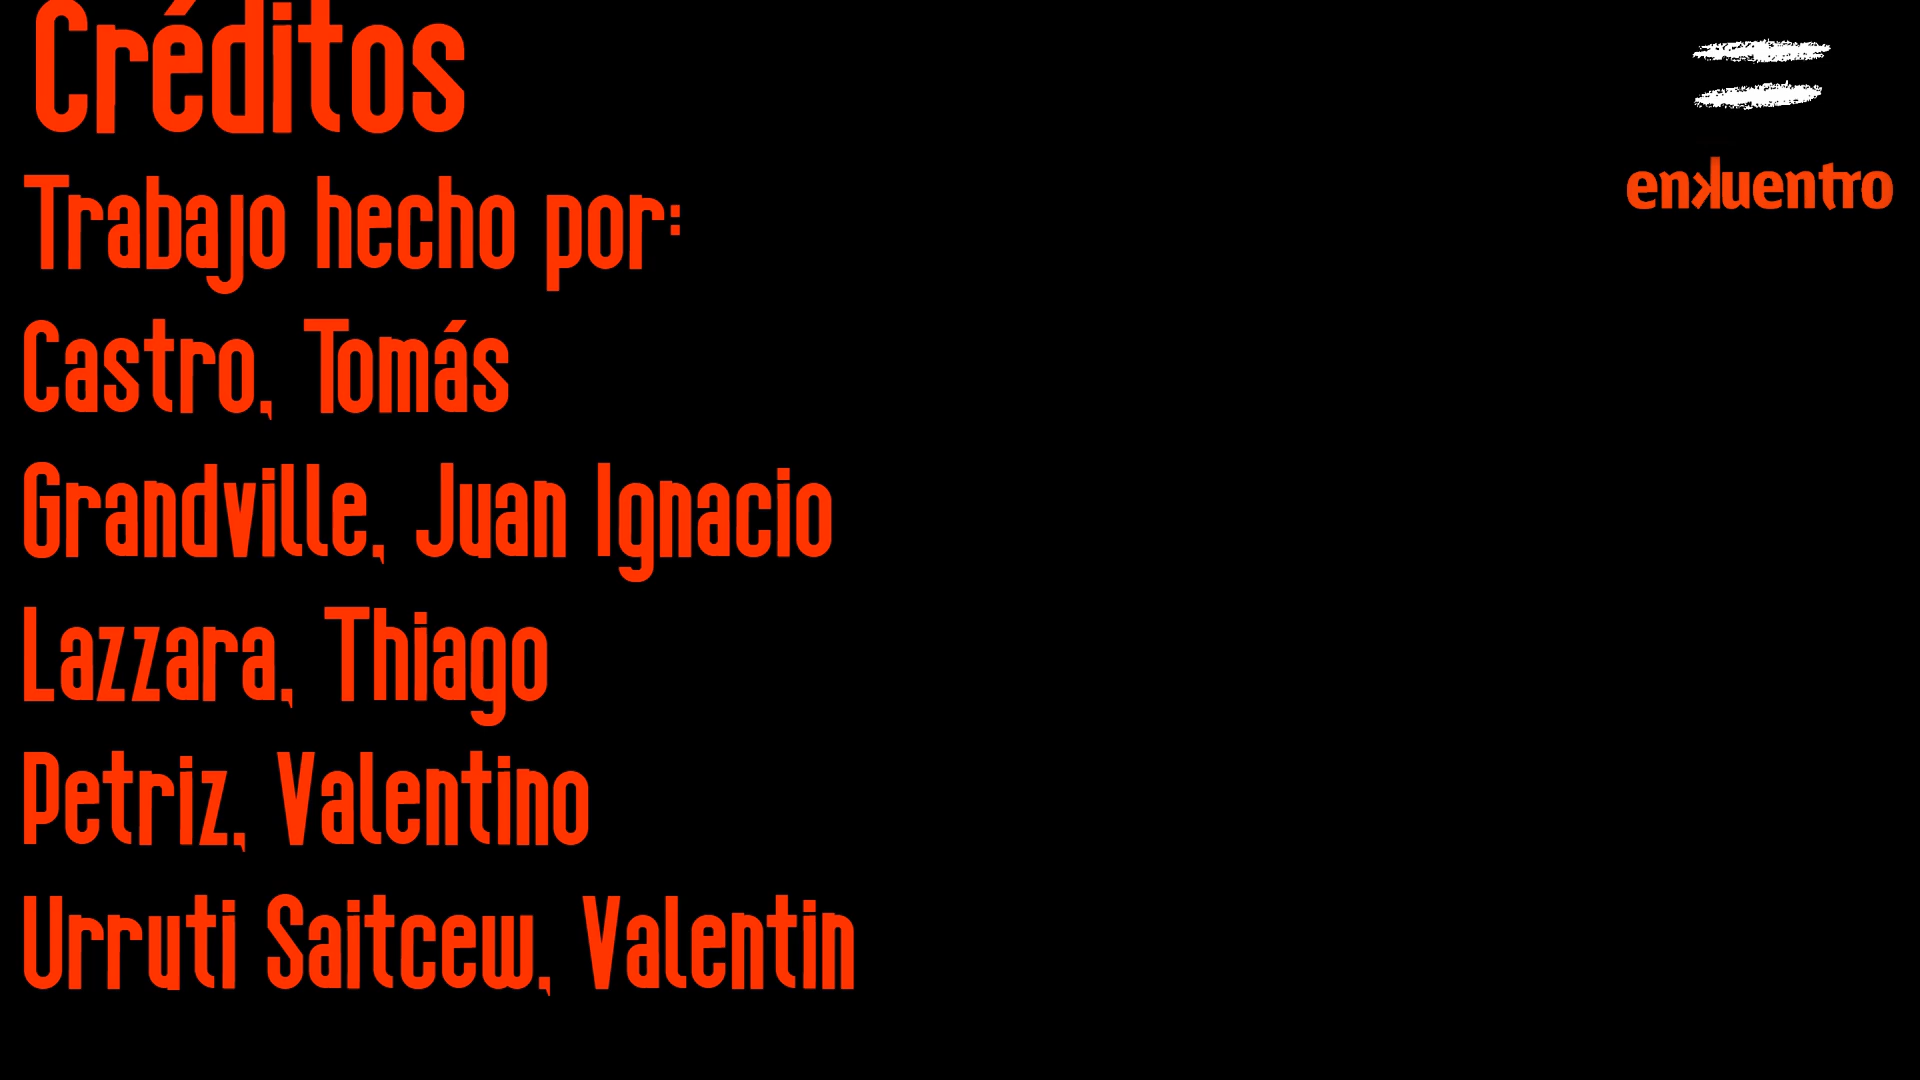 Créditos
enkuentro
Trabajo hecho por:
Castro, Tomás
Grandville, Juan Ignacio
Lazzara, Thiago
Petriz, Valentino
Urruti Saitcew, Valentin